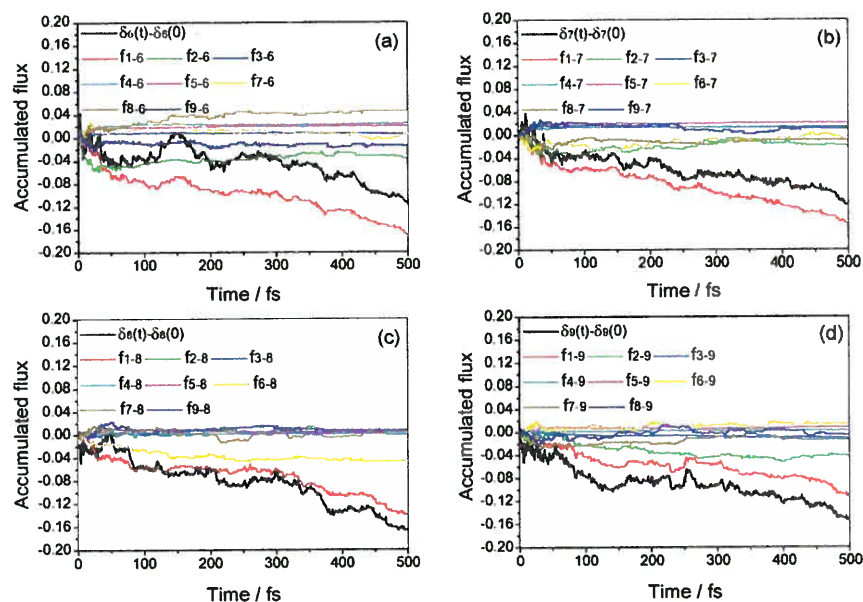 (a)
δ6(t)-δ6(0)
f1-6 f2-6 f3-6
f4-6 f5-6 f7-6
f8-6 f9-6
Accumulated flux
0.20
0.16
0.12
0.08
0.04
0.00
-0.04
-0.08
-0.12
-0.16
0.20
0 100 200 300 400 500
Time / fs
(b)
δ7(t)-δ7(0)
f1-7 f2-7 f3-7
f4-7 f5-7 f6-7
f8-7 f9-7
Accumulated flux
0.20
0.16
0.12
0.08
0.04
0.00
-0.04
-0.08
-0.12
-0.16
-0.20
0 100 200 300 400 500
Time / fs
(c)
δ8(t)-δ8(0)
f1-8 f2-8 f3-8
f4-8 f5-8 f6-8
f7-8 f9-8
Accumulated flux
0.20
0.16
0.12
0.08
0.04
0.00
-0.04
-0.08
-0.12
-0.16
-0.20
0 100 200 300 400 500
Time / fs
(d)
δ9(t)-δ9(0)
f1-9 f2-9 f3-9
f4-9 f5-9 f6-9
f7-9 f8-9
Accumulated flux
0.20
0.16
0.12
0.08
0.04
0.00
-0.04
-0.08
-0.12
-0.16
-0.20
0 100 200 300 400 500
Time / fs